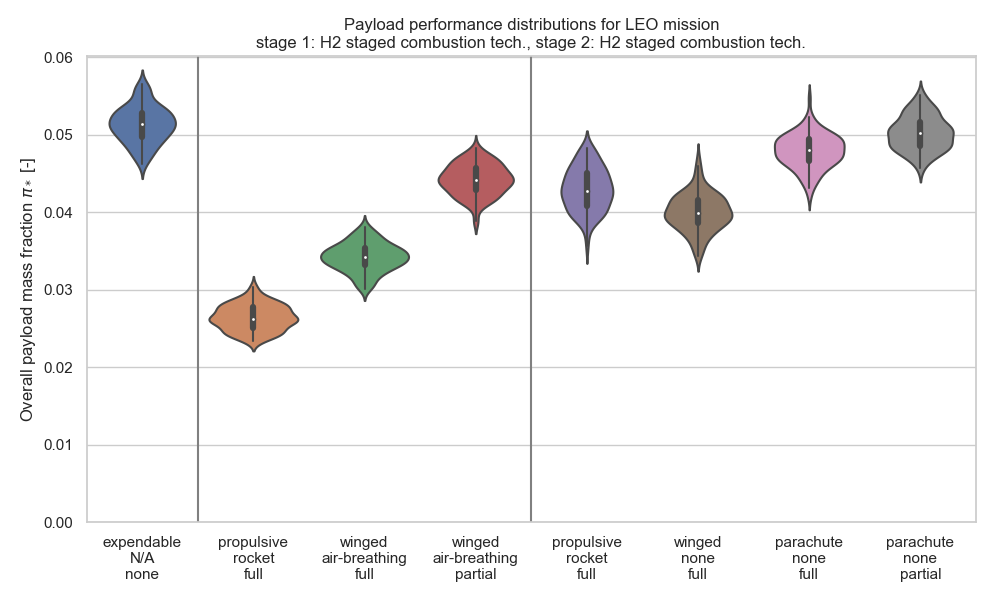 Payload performance distributions for LEO mission
stage 1: H2 staged combustion tech., stage 2: H2 staged combustion tech.
Overall payload mass fraction π* [-]
0.06
0.05
0.04
0.03
0.02
0.01
0.00
expendable
N/A
none
propulsive
rocket
full
winged
air-breathing
full
winged
air-breathing
partial
propulsive
rocket
full
winged
none
full
parachute
none
full
parachute
none
partial